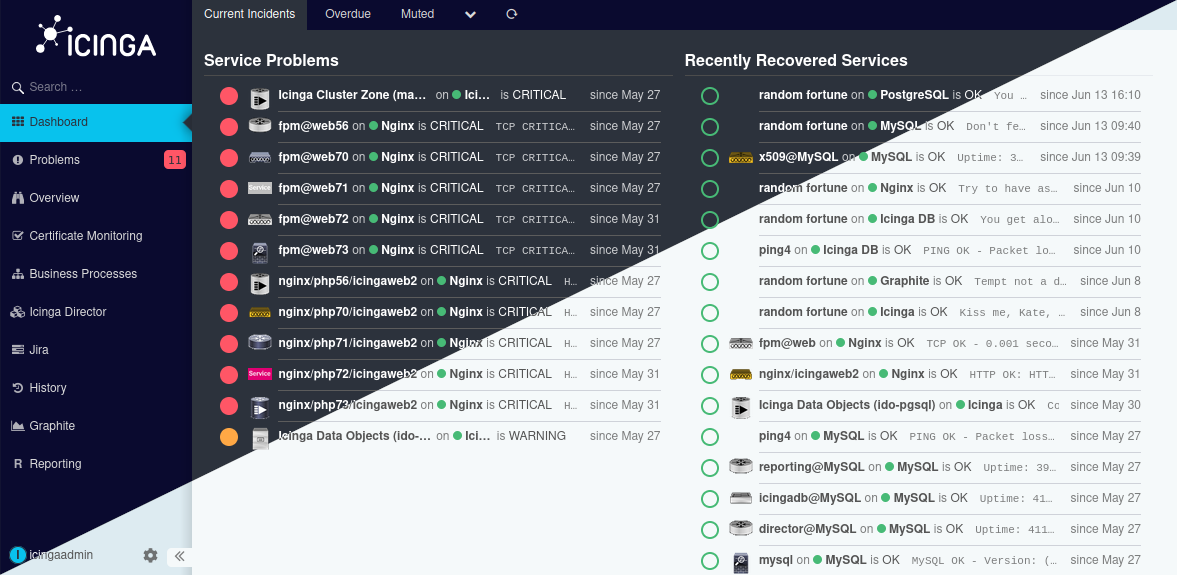 icinga
Current Incidents Overdue Muted
Search …
Dashboard
Problems 11
Overview
Certificate Monitoring
Business Processes
Icinga Director
Jira
History
Graphite
R Reporting
I icingaadmin
Service Problems
Icinga Cluster Zone (ma… on Ici… is CRITICAL since May 27
fpm@web56 on Nginx is CRITICAL TCP CRITICA… since May 27
fpm@web70 on Nginx is CRITICAL TCP CRITICA… since May 27
Service fpm@web71 on Nginx is CRITICAL TCP CRITICA… since May 27
fpm@web72 on Nginx is CRITICAL TCP CRITICA… since May 31
fpm@web73 on Nginx is CRITICAL TCP CRITICA… since May 31
nginx/php56/icingaweb2 on Nginx is CRITICAL H… since May 27
nginx/php70/icingaweb2 on Nginx is CRITICAL H… since May 27
nginx/php71/icingaweb2 on Nginx is CRITICAL H… since May 27
Service nginx/php72/icingaweb2 on Nginx is CRITICAL H… since May 31
nginx/php73/icingaweb2 on Nginx is CRITICAL H… since May 31
Icinga Data Objects (ido-… on Ici… is WARNING since May 27
Recently Recovered Services
random fortune on PostgreSQL is OK You … since Jun 13 16:10
random fortune on MySQL is OK Don't fe… since Jun 13 09:40
x509@MySQL on MySQL is OK Uptime: 3… since Jun 13 09:39
random fortune on Nginx is OK Try to have as… since Jun 10
random fortune on Icinga DB is OK You get alo… since Jun 10
ping4 on Icinga DB is OK PING OK - Packet lo… since Jun 10
random fortune on Graphite is OK Tempt not a d… since Jun 8
random fortune on Icinga is OK Kiss me, Kate, … since Jun 8
fpm@web on Nginx is OK TCP OK - 0.001 seco… since May 31
nginx/icingaweb2 on Nginx is OK HTTP OK: HTT… since May 31
Icinga Data Objects (ido-pgsql) on Icinga is OK since May 30
ping4 on MySQL is OK PING OK - Packet loss… since May 27
reporting@MySQL on MySQL is OK Uptime: 39… since May 27
icingadb@MySQL on MySQL is OK Uptime: 41… since May 27
director@MySQL on MySQL is OK Uptime: 411… since May 27
mysql on MySQL is OK MySQL OK - Version: (… since May 27